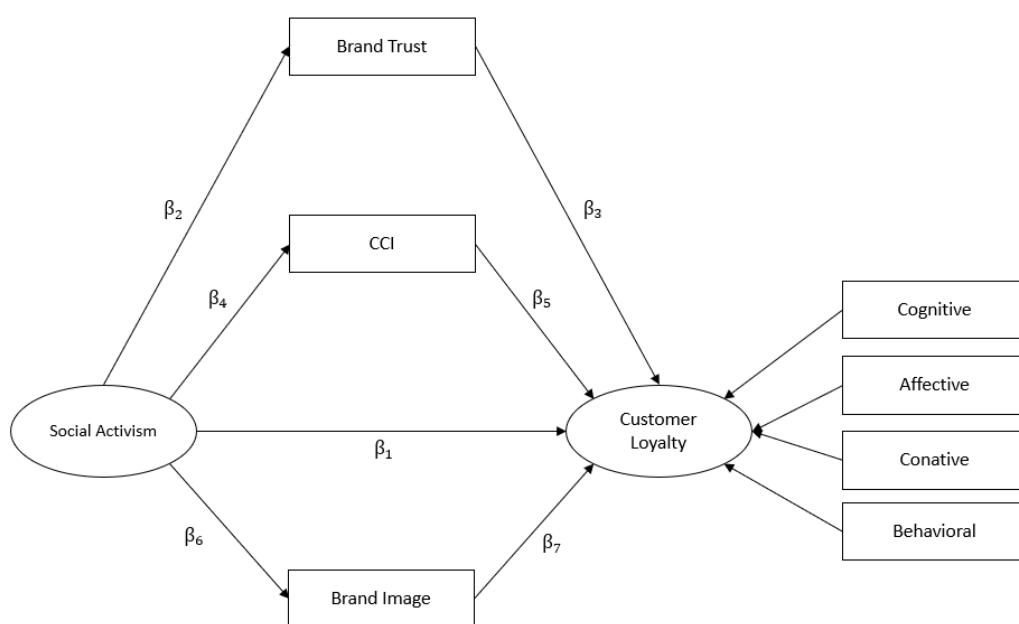 Brand Trust
β₂
β₃
CCI
β₄
β₅
Cognitive
Affective
Social Activism
Customer
Loyalty
β₁
Conative
Behavioral
β₆
β₇
Brand Image